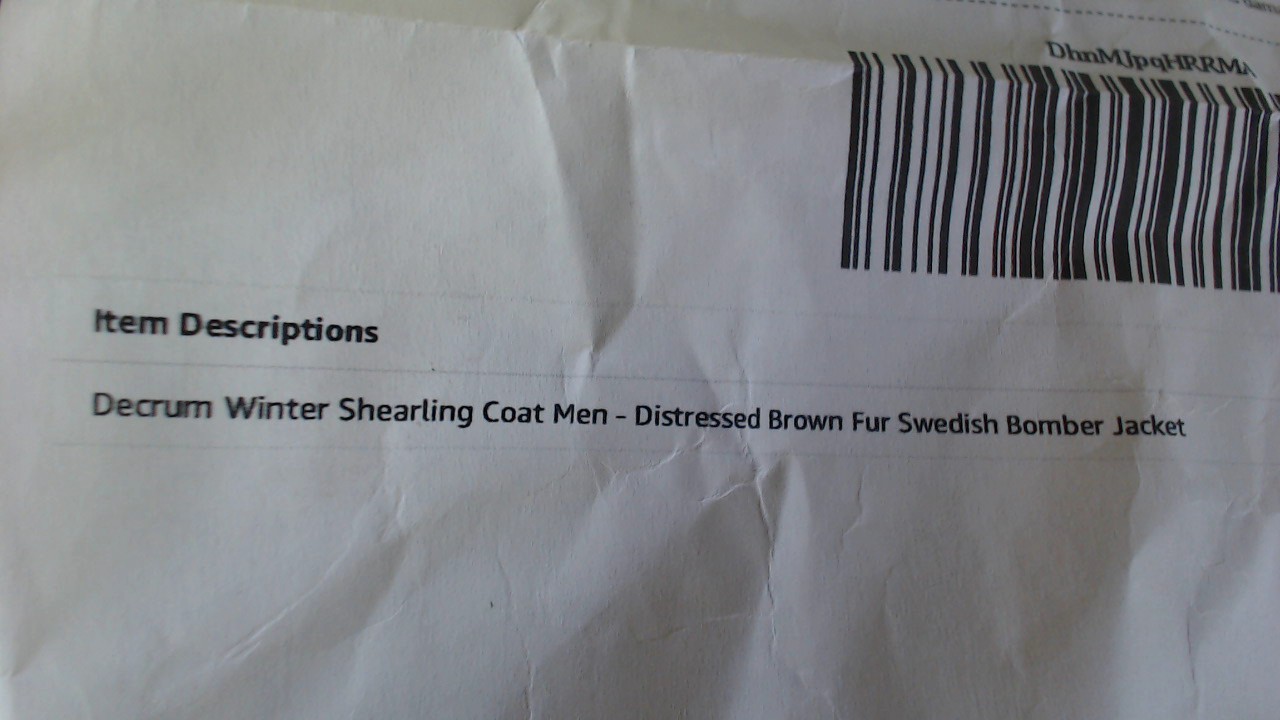 DhnMJpqHRRMA
Item Descriptions
Decrum Winter Shearling Coat Men - Distressed Brown Fur Swedish Bomber Jacket